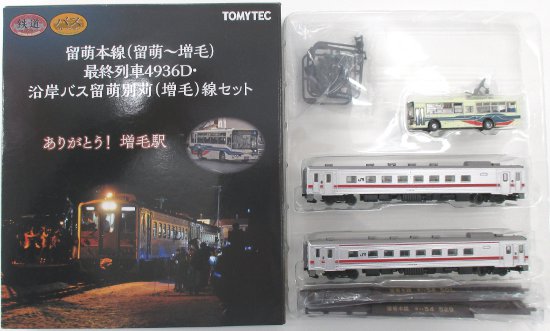 鉄道
バス
TOMYTEC
留萌本線(留萌～増毛)
最終列車4936D・
沿岸バス留萌別苅(増毛)線セット
ありがとう! 増毛駅